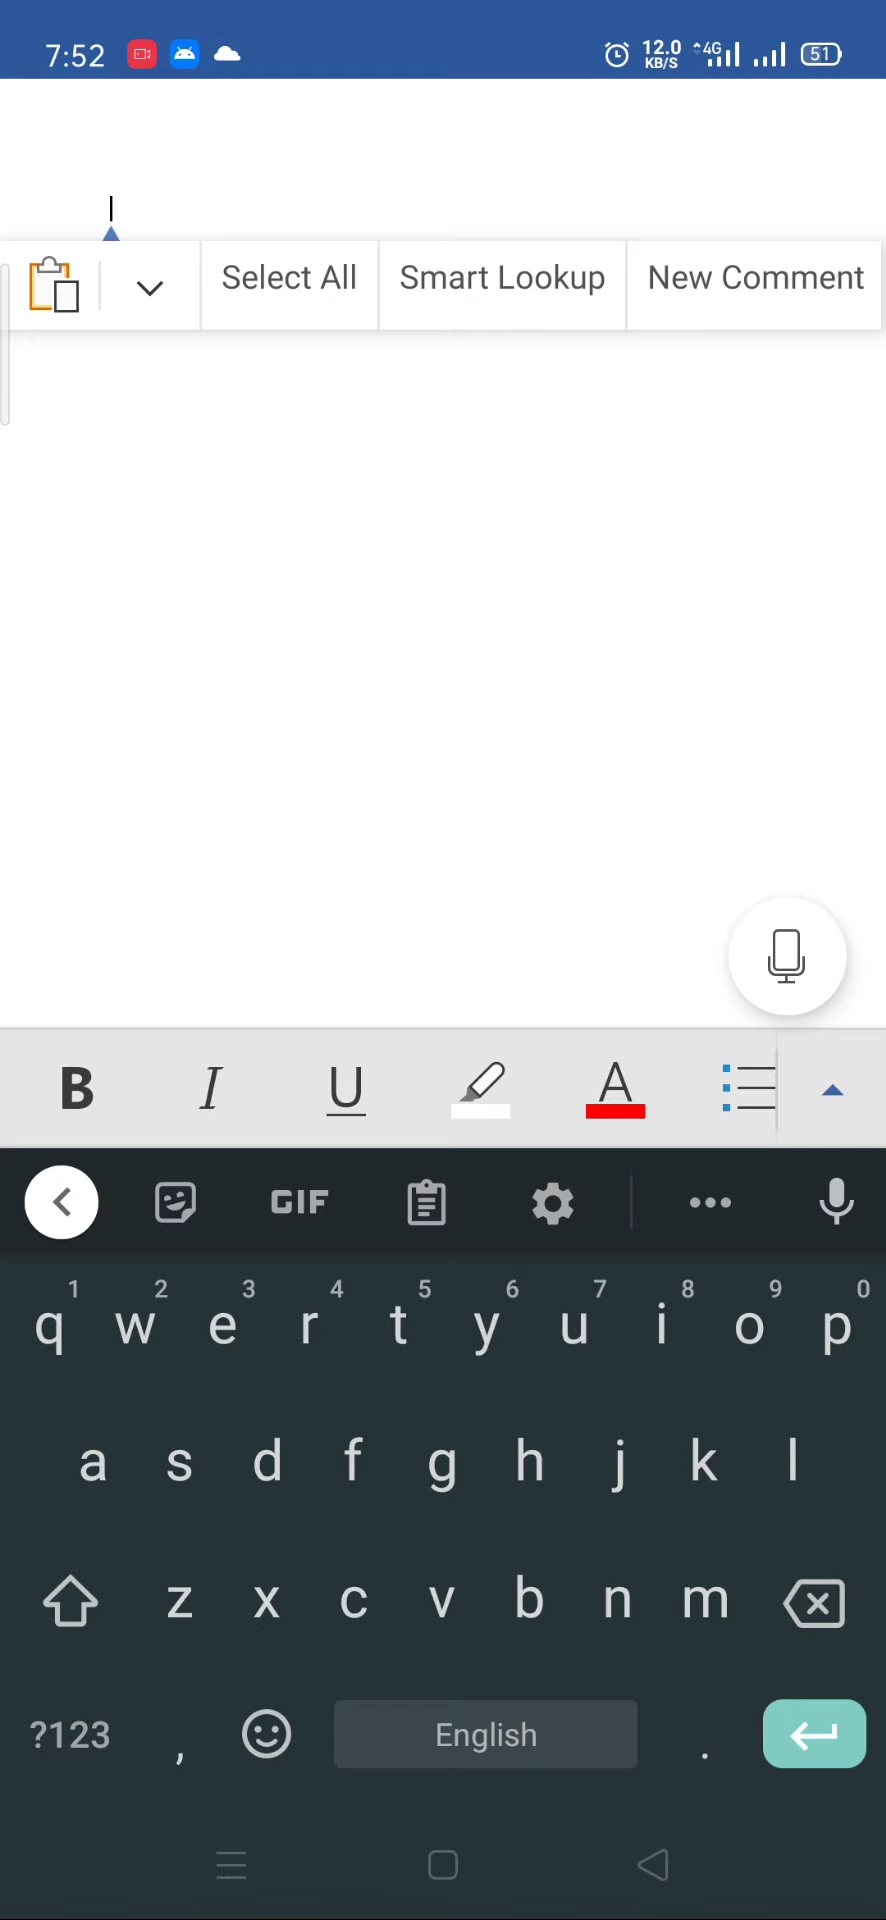 7:52 12.0 KB/S 4G 51
Select All Smart Lookup New Comment
B I U A
GIF
1 2 3 4 5 6 7 8 9 0
q w e r t y u i o p
a s d f g h j k l
z x c v b n m
?123 , English .